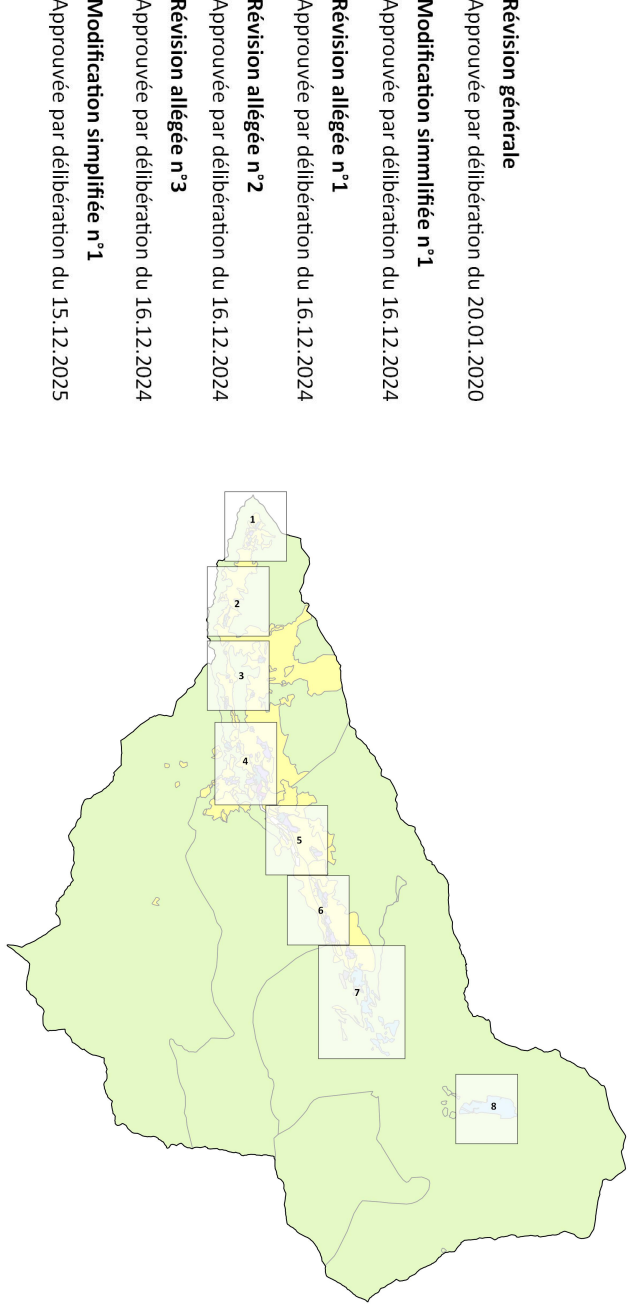 Révision générale
Approuvée par délibération du 20.01.2020
Modification simmlifiée n°1
Approuvée par délibération du 16.12.2024
Révision allégée n°1
Approuvée par délibération du 16.12.2024
Révision allégée n°2
Approuvée par délibération du 16.12.2024
Révision allégée n°3
Approuvée par délibération du 16.12.2024
Modification simplifiée n°1
Approuvée par délibération du 15.12.2025
1
2
3
4
5
6
7
8